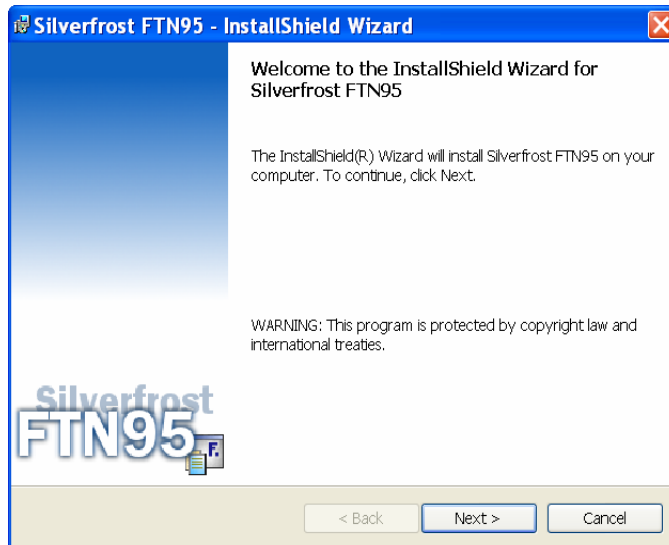 Silverfrost FTN95 - InstallShield Wizard
Welcome to the InstallShield Wizard for
Silverfrost FTN95
The InstallShield(R) Wizard will install Silverfrost FTN95 on your
computer. To continue, click Next.
WARNING: This program is protected by copyright law and
international treaties.
Silverfrost
FTN95
F.
< Back
Next >
Cancel